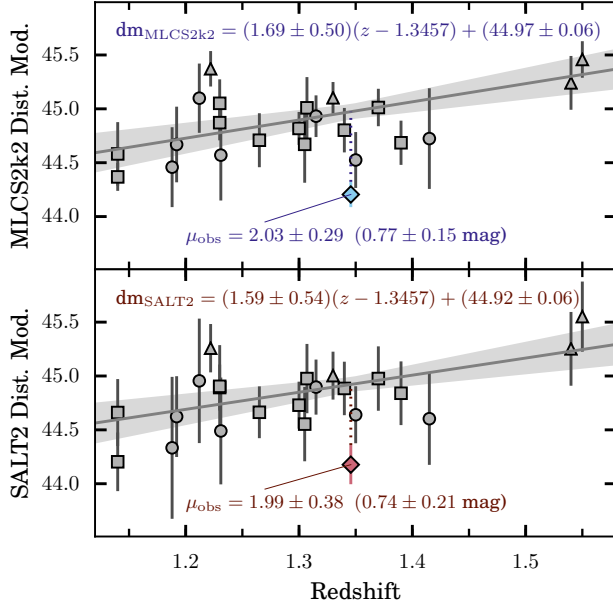 dm_MLCS2k2 = (1.69 ± 0.50)(z − 1.3457) + (44.97 ± 0.06)
MLCS2k2 Dist. Mod.
45.5
45.0
44.5
44.0
μ_obs = 2.03 ± 0.29 (0.77 ± 0.15 mag)
dm_SALT2 = (1.59 ± 0.54)(z − 1.3457) + (44.92 ± 0.06)
SALT2 Dist. Mod.
45.5
45.0
44.5
44.0
μ_obs = 1.99 ± 0.38 (0.74 ± 0.21 mag)
1.2 1.3 1.4 1.5
Redshift